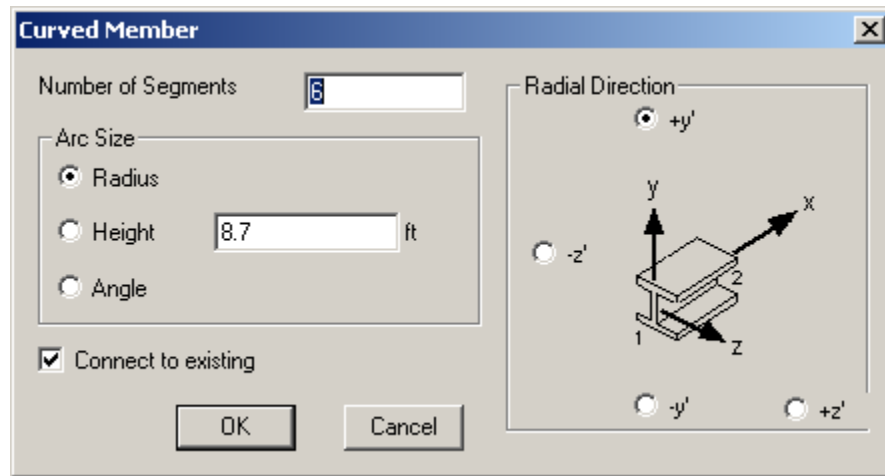 Curved Member
Number of Segments 6
Arc Size
Radius
Height 8.7 ft
Angle
Connect to existing
OK Cancel
Radial Direction
+y'
y
x
-z'
2
1
z
-y' +z'